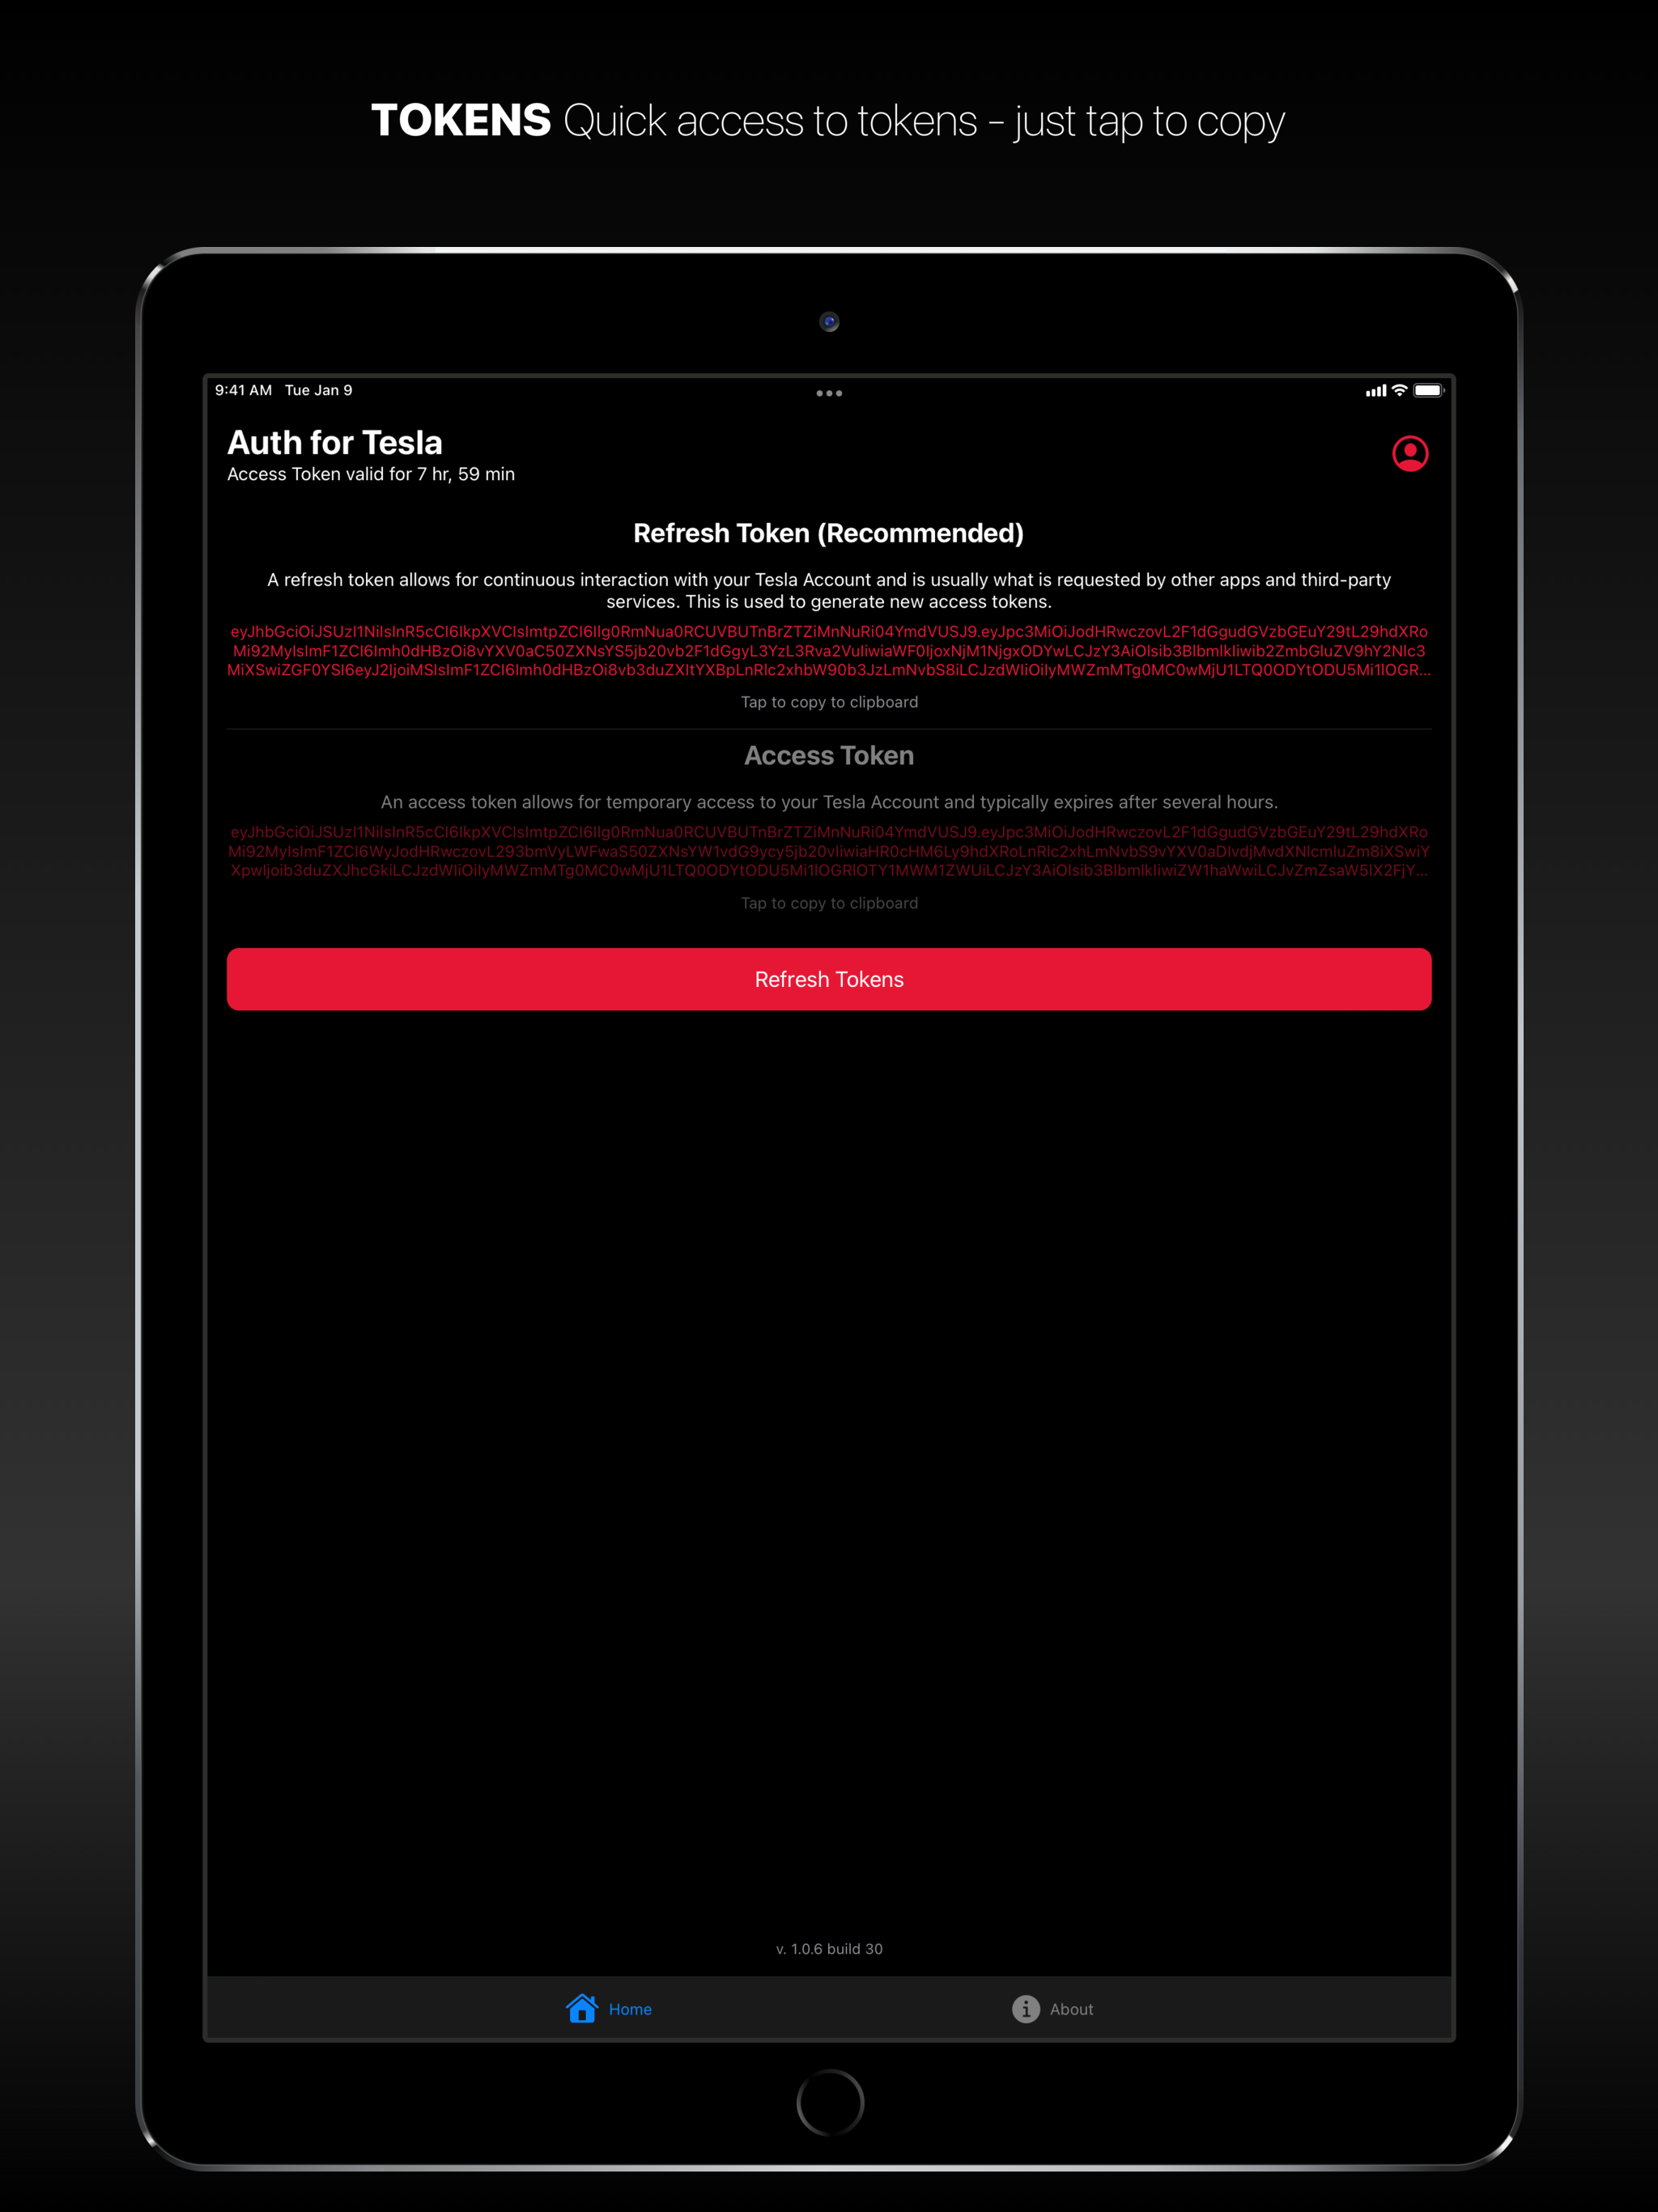 TOKENS Quick access to tokens - just tap to copy
9:41 AM Tue Jan 9
Auth for Tesla
Access Token valid for 7 hr, 59 min
Refresh Token (Recommended)
A refresh token allows for continuous interaction with your Tesla Account and is usually what is requested by other apps and third-party
services. This is used to generate new access tokens.
Tap to copy to clipboard
Access Token
An access token allows for temporary access to your Tesla Account and typically expires after several hours.
Tap to copy to clipboard
Refresh Tokens
v. 1.0.6 build 30
Home
About